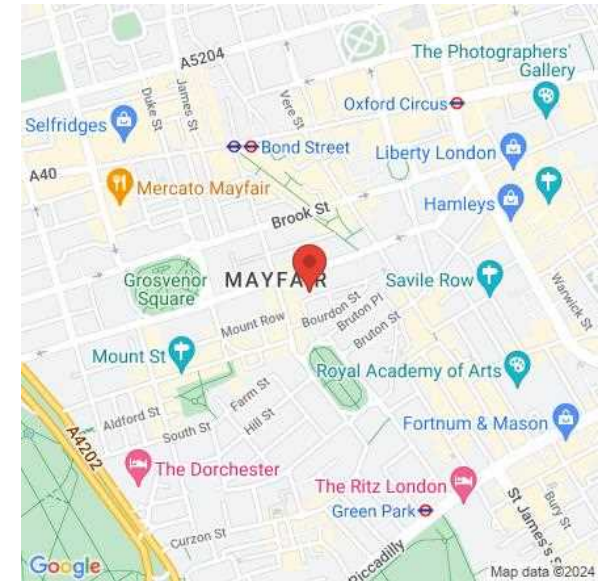 A5204
The Photographers'
Gallery
James St
Duke St
Vere St
Oxford Circus
Selfridges
Bond Street
Liberty London
A40
Mercato Mayfair
Hamleys
Brook St
Grosvenor
Square
MAYFAIR
Savile Row
Warwick St
Bourdon St
Bruton Pl
Mount Row
Bruton St
Mount St
Royal Academy of Arts
Farm St
Aldford St
Hill St
Fortnum & Mason
South St
A4202
The Dorchester
The Ritz London
Green Park
Bury St
St James's S
Curzon St
Piccadilly
Google
Map data ©2024